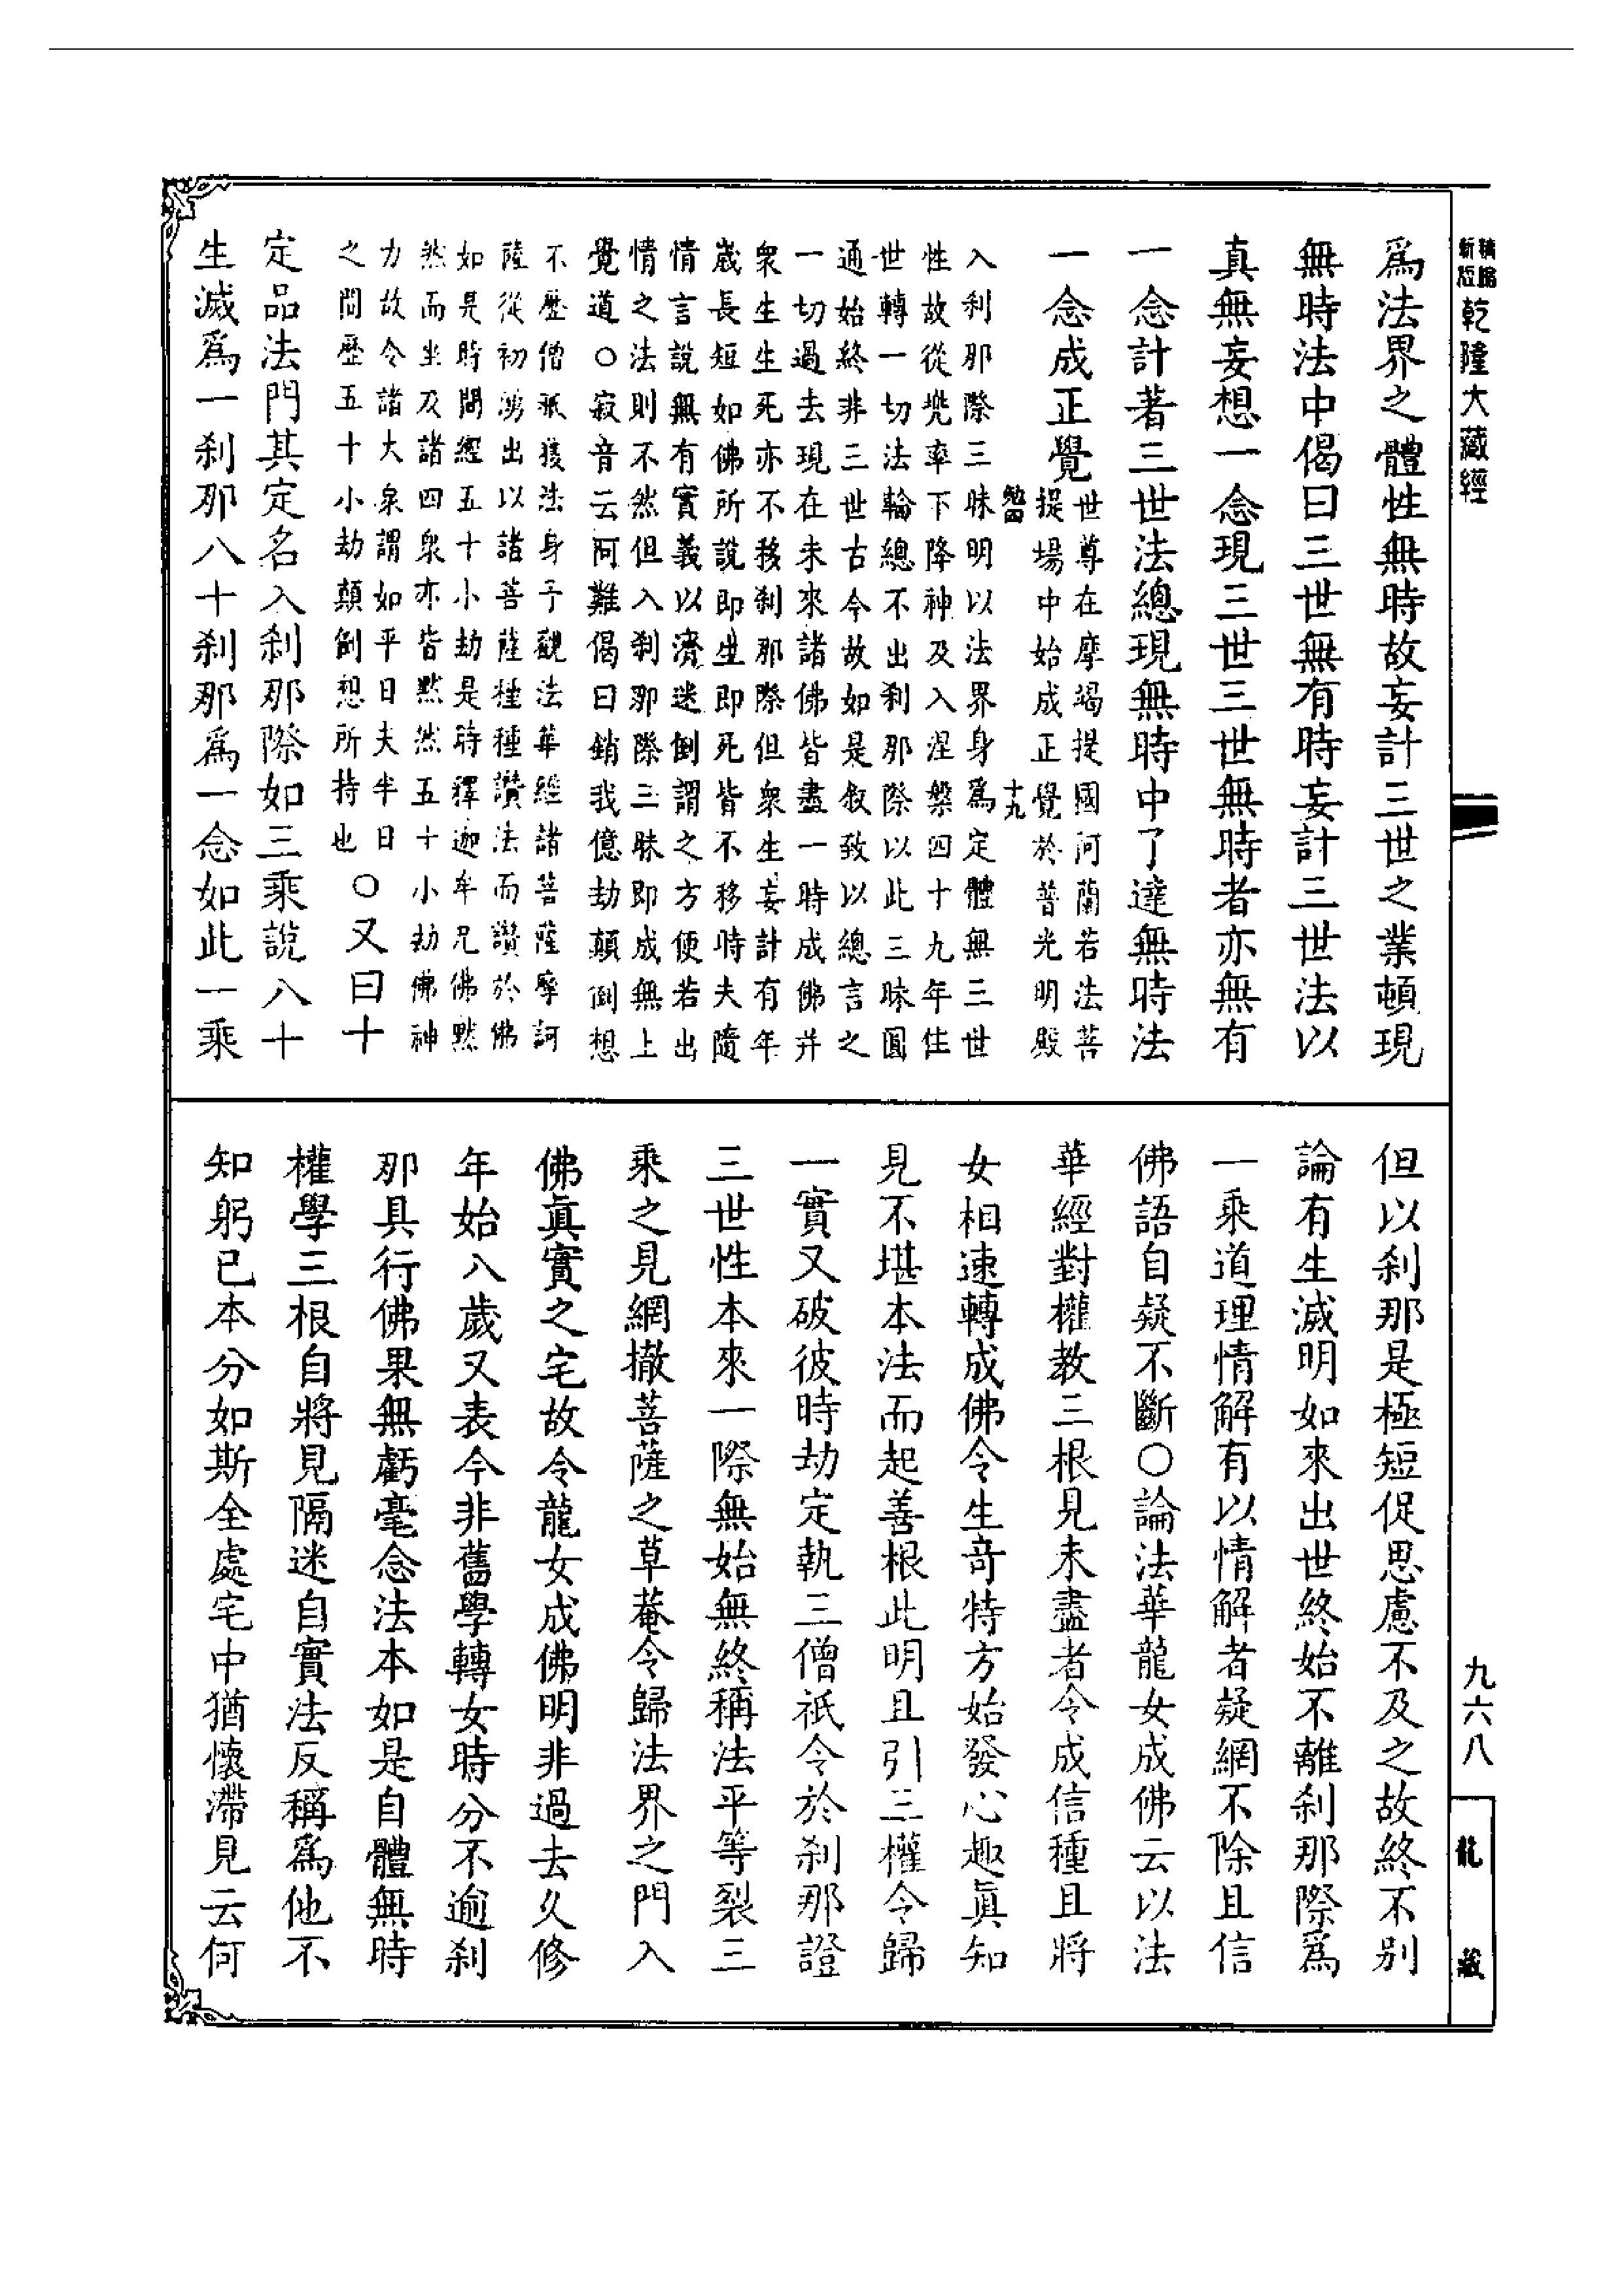 乾隆大藏經
爲法界之體性無時故妄計三世之業頓現
無時法中偈曰三世無有時妄計三世法以
真無妄想一念現三世三世無時者亦無有
一念計著三世法總現無時中了達無時法
一念成正覺
世尊在摩竭提國阿蘭若法菩
提場中始成正覺於普光明殿
勉四
十九
入刹那際三昧明以法界身爲定體無三世
性故從兜率下降神及入涅槃四十九年住
世轉一切法輪總不出刹那際以此三昧圓
通始終非三世古今故如是敘致以總言之
一切過去現在未來諸佛皆盡一時成佛并
衆生生死亦不移刹那際但衆生妄計有年
歲長短如佛所說即生即死皆不移時夫隨
情言說無有實義以濟迷倒謂之方便若出
情之法則不然但入刹那際三昧即成無上
覺道○寂音云阿難偈曰銷我億劫顛倒想
不歷僧祇獲法身予觀法華經諸菩薩摩訶
薩從初湧出以諸菩薩種種讚法而讚於佛
如是時間經五十小劫是時釋迦牟尼佛默
然而坐及諸四衆亦皆黙然五十小劫佛神
力故令諸大衆謂如平日夫半日
之間歷五十小劫顛倒想所持也
○又曰十
定品法門其定名入刹那際如三乘說八十
生滅爲一刹那八十刹那爲一念如此一乘
但以刹那是極短促思慮不及之故終不别
論有生滅明如來出世終始不離刹那際爲
一乘道理情解有以情解者疑網不除且信
佛語自疑不斷○論法華龍女成佛云以法
華經對權教三根見未盡者令成信種且將
女相速轉成佛令生竒特方始發心趣真知
見不堪本法而起善根此明且引三權令歸
一實又破彼時劫定執三僧祇令於刹那證
三世性本來一際無始無終稱法平等裂三
乘之見網撤菩薩之草菴令歸法界之門入
佛真實之宅故令龍女成佛明非過去久修
年始八歲又表今非舊學轉女時分不逾刹
那具行佛果無虧毫念法本如是自體無時
權學三根自將見隔迷自實法反稱爲他不
知躬已本分如斯全處宅中猶懷滯見云何
九六八
龍藏